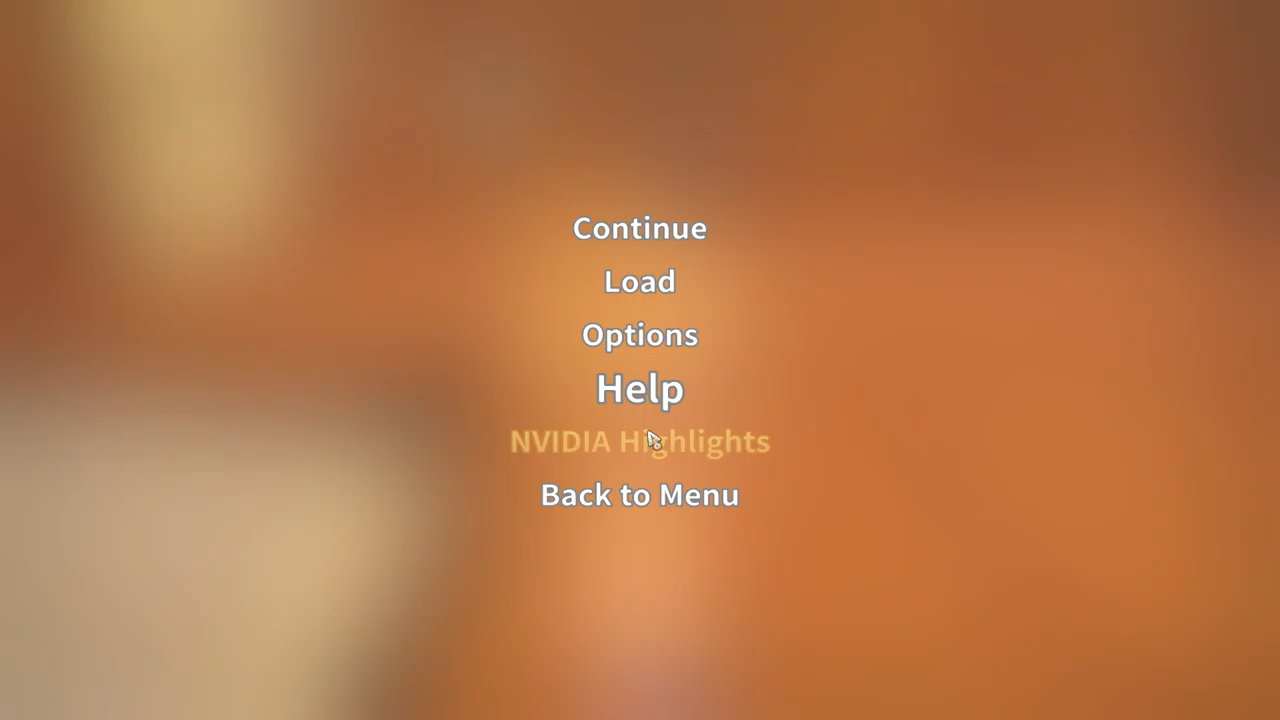 Continue
Load
Options
Help
NVIDIA Highlights
Back to Menu